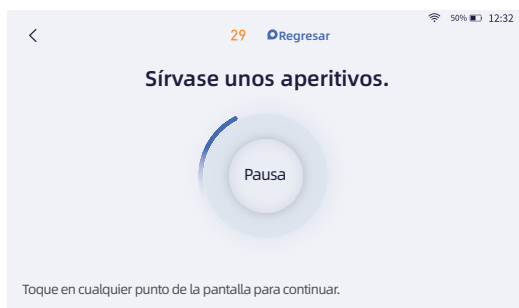 50% 12:32
29 Regresar
Sírvase unos aperitivos.
Pausa
Toque en cualquier punto de la pantalla para continuar.